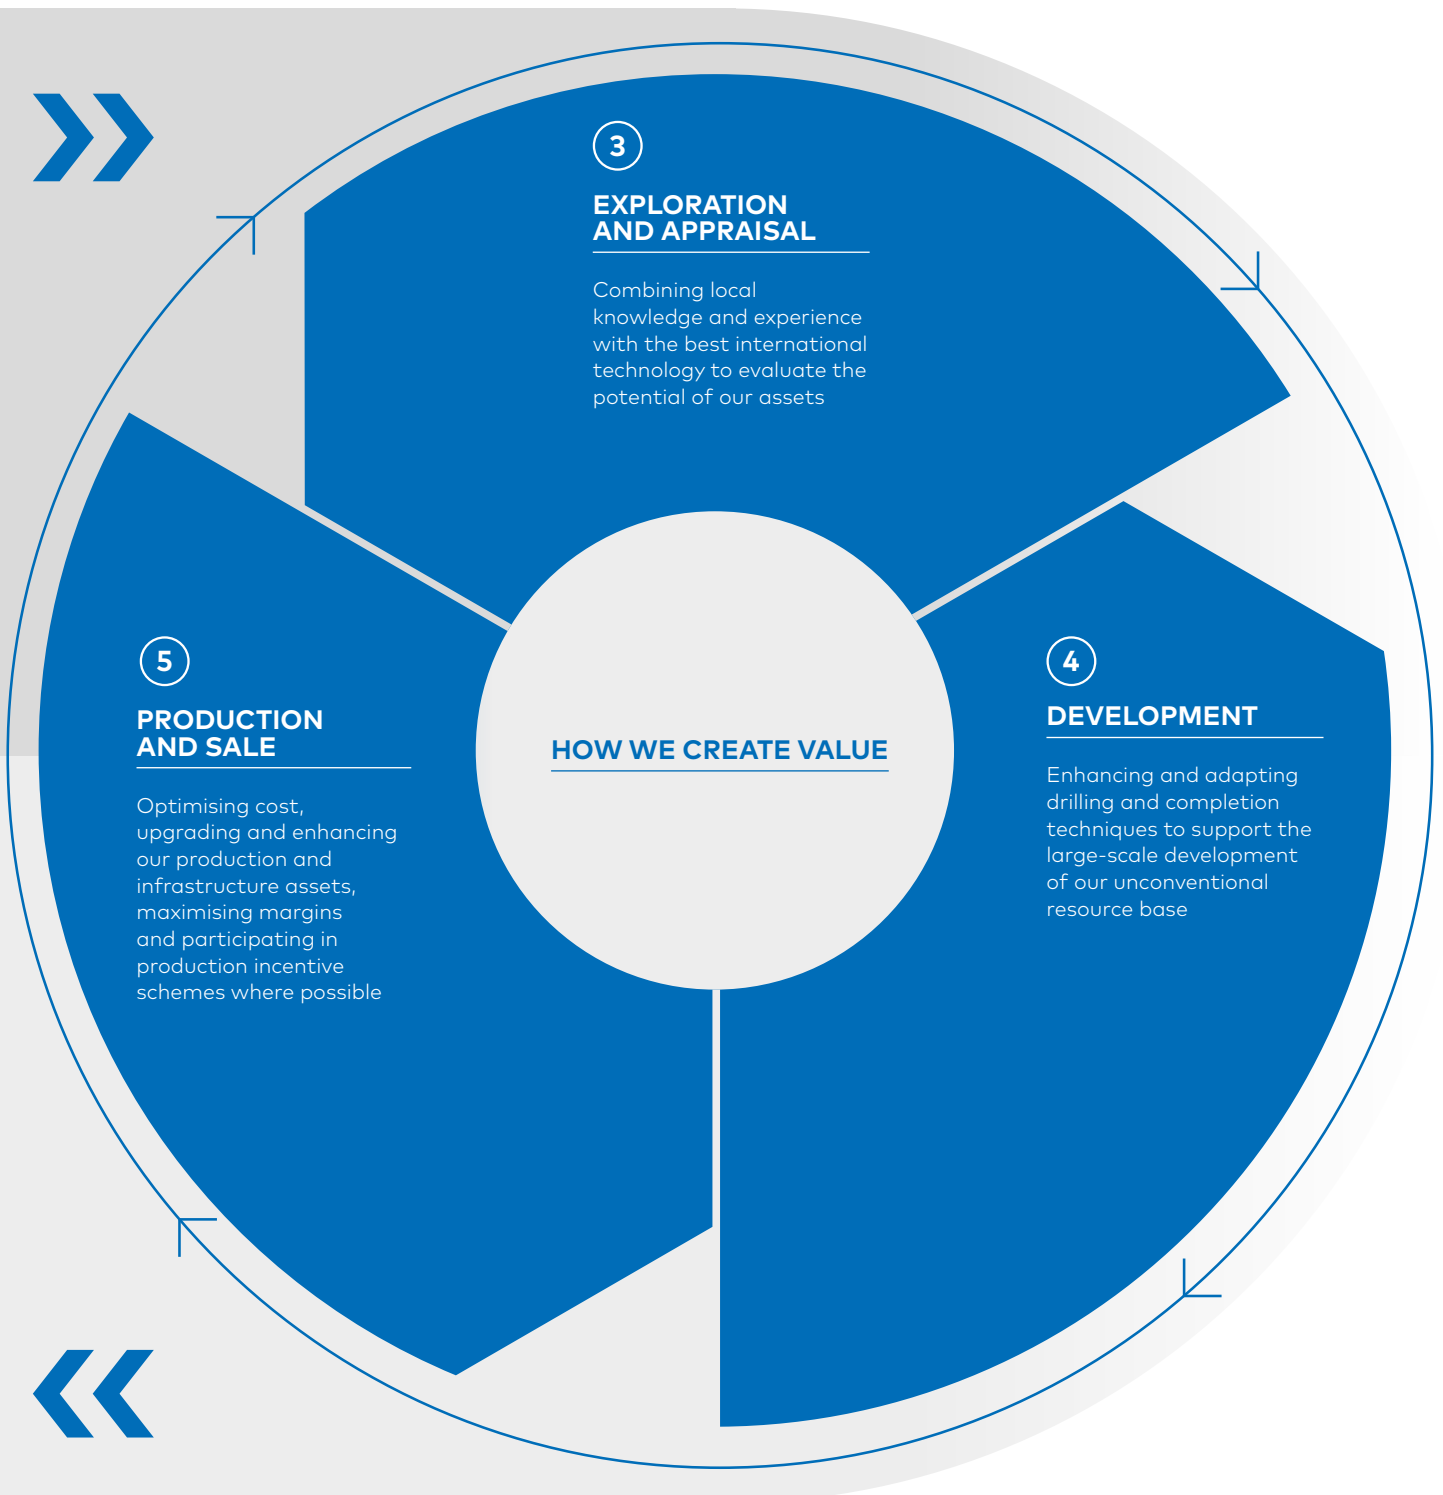 3
EXPLORATION
AND APPRAISAL
Combining local
knowledge and experience
with the best international
technology to evaluate the
potential of our assets
5
PRODUCTION
AND SALE
Optimising cost,
upgrading and enhancing
our production and
infrastructure assets,
maximising margins
and participating in
production incentive
schemes where possible
HOW WE CREATE VALUE
4
DEVELOPMENT
Enhancing and adapting
drilling and completion
techniques to support the
large-scale development
of our unconventional
resource base